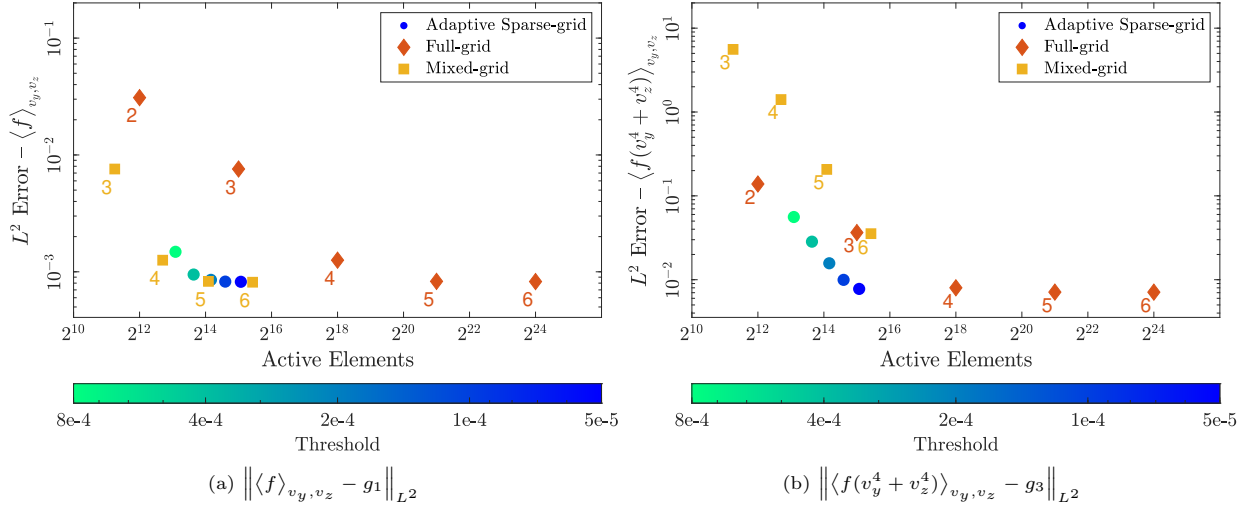 10^{-1}
10^{-2}
10^{-3}
L^2 Error - ⟨f⟩_{v_y,v_z}
Adaptive Sparse-grid
Full-grid
Mixed-grid
2
3
3
4
4
5
6
5
6
2^{10} 2^{12} 2^{14} 2^{16} 2^{18} 2^{20} 2^{22} 2^{24}
Active Elements
8e-4 4e-4 2e-4 1e-4 5e-5
Threshold
(a) ‖⟨f⟩_{v_y,v_z} − g_1‖_{L^2}
10^1
10^0
10^{-1}
10^{-2}
L^2 Error - ⟨f(v_y^4 + v_z^4)⟩_{v_y,v_z}
Adaptive Sparse-grid
Full-grid
Mixed-grid
3
4
5
2
3
6
4
5
6
2^{10} 2^{12} 2^{14} 2^{16} 2^{18} 2^{20} 2^{22} 2^{24}
Active Elements
8e-4 4e-4 2e-4 1e-4 5e-5
Threshold
(b) ‖⟨f(v_y^4 + v_z^4)⟩_{v_y,v_z} − g_3‖_{L^2}